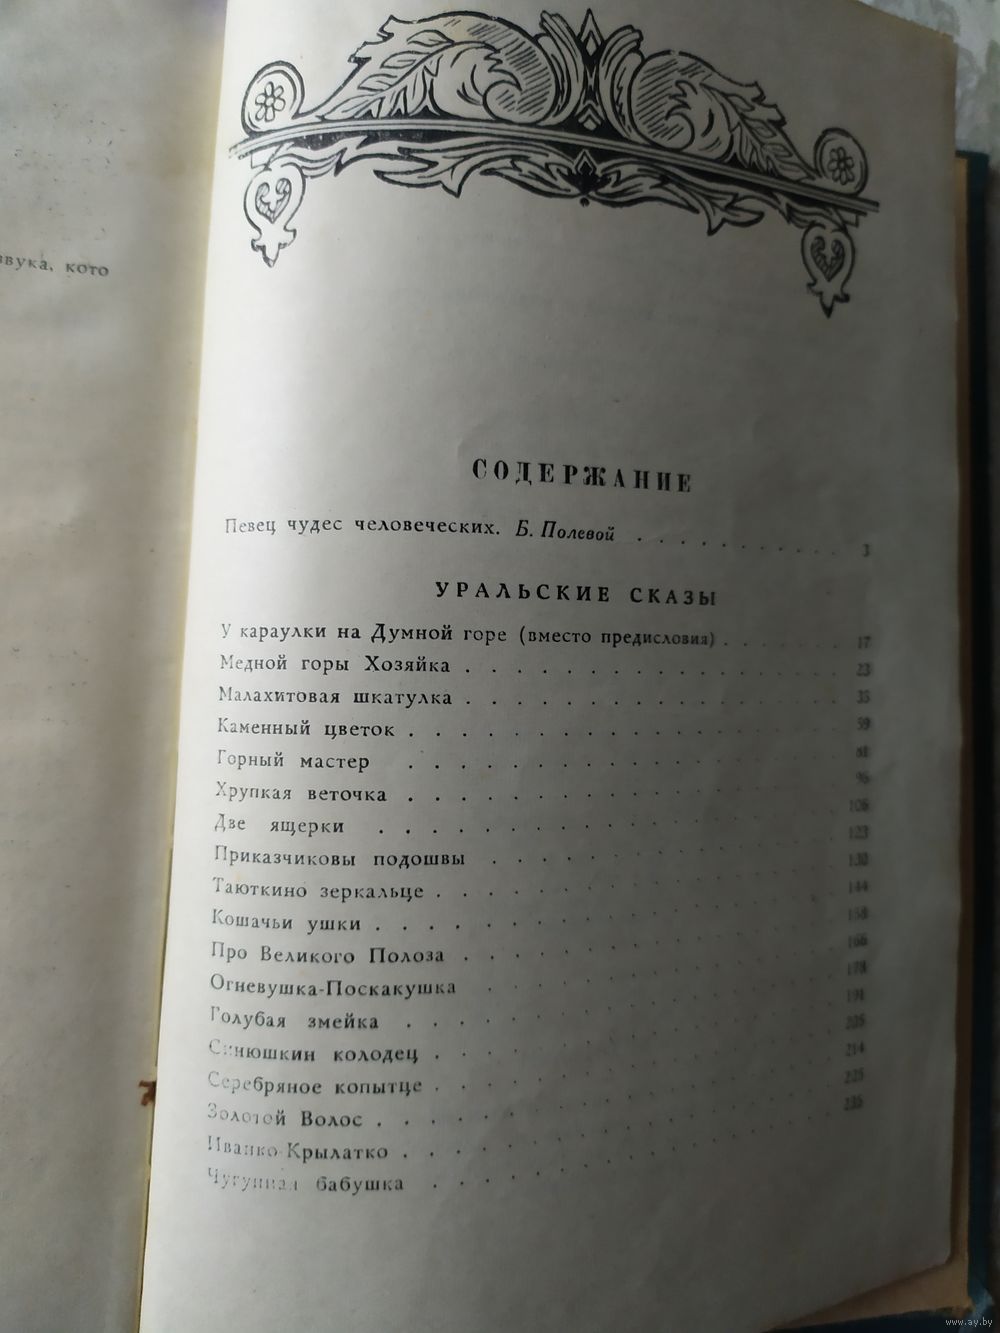 звука, кото
СОДЕРЖАНИЕ
Певец чудес человеческих. Б. Полевой . . . . . . . . . . 3
УРАЛЬСКИЕ СКАЗЫ
У караулки на Думной горе (вместо предисловия) . . . . . . 17
Медной горы Хозяйка . . . . . . . . . . . . . . . 23
Малахитовая шкатулка . . . . . . . . . . . . . . . 35
Каменный цветок . . . . . . . . . . . . . . . . . 59
Горный мастер . . . . . . . . . . . . . . . . . 81
Хрупкая веточка . . . . . . . . . . . . . . . . . 96
Две ящерки . . . . . . . . . . . . . . . . . . 106
Приказчиковы подошвы . . . . . . . . . . . . . . 123
Таюткино зеркальце . . . . . . . . . . . . . . . . 130
Кошачьи ушки . . . . . . . . . . . . . . . . . . 144
Про Великого Полоза . . . . . . . . . . . . . . . 158
Огневушка-Поскакушка . . . . . . . . . . . . . . 166
Голубая змейка . . . . . . . . . . . . . . . . . 178
Синюшкин колодец . . . . . . . . . . . . . . . . 191
Серебряное копытце . . . . . . . . . . . . . . . . 205
Золотой Волос . . . . . . . . . . . . . . . . . . 214
Иванко-Крылатко . . . . . . . . . . . . . . . . . 225
Чугунная бабушка . . . . . . . . . . . . . . . . 235
www.ay.by